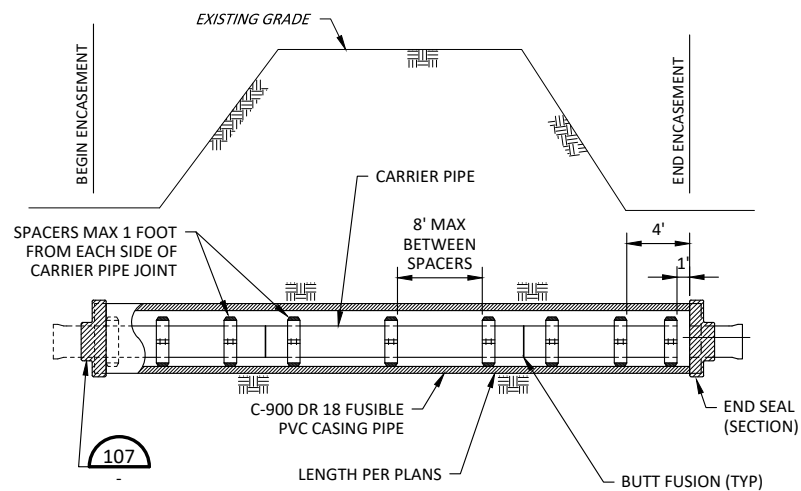 EXISTING GRADE
BEGIN ENCASEMENT
END ENCASEMENT
CARRIER PIPE
SPACERS MAX 1 FOOT
FROM EACH SIDE OF
CARRIER PIPE JOINT
8' MAX
BETWEEN
SPACERS
4'
1'
C-900 DR 18 FUSIBLE
PVC CASING PIPE
END SEAL
(SECTION)
107
-
LENGTH PER PLANS
BUTT FUSION (TYP)